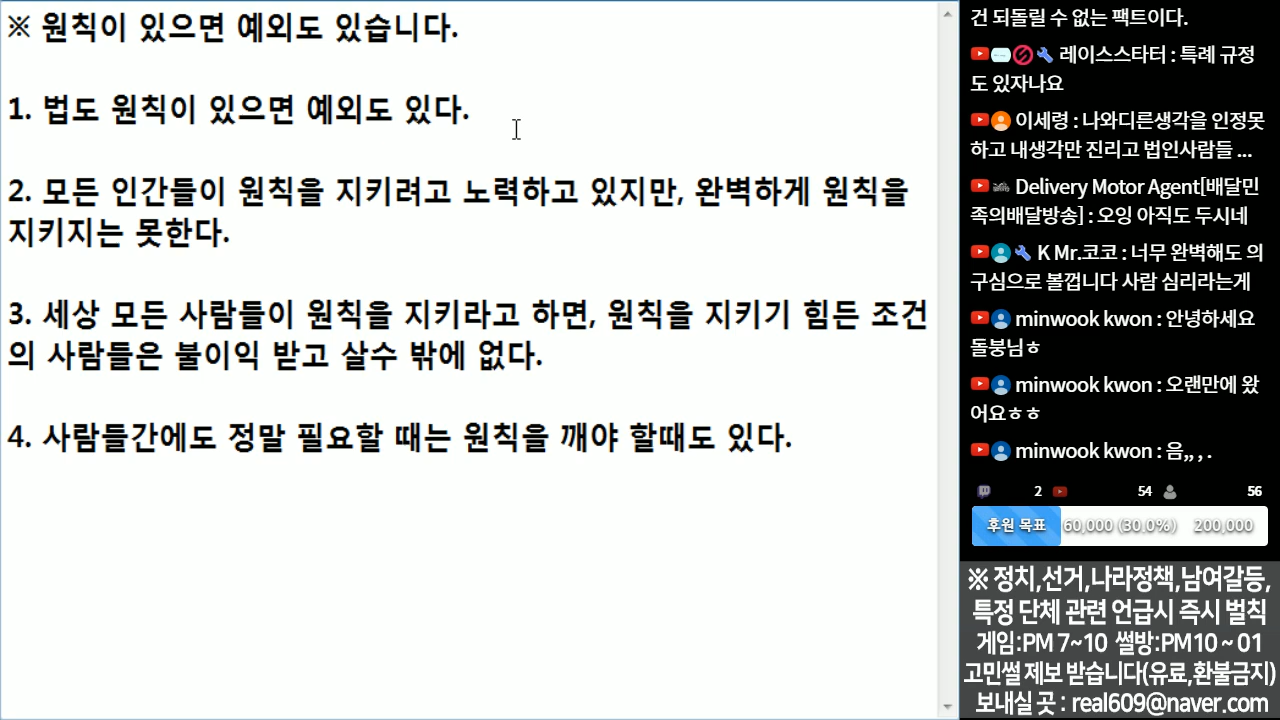 ※ 원칙이 있으면 예외도 있습니다.
1. 법도 원칙이 있으면 예외도 있다.
2. 모든 인간들이 원칙을 지키려고 노력하고 있지만, 완벽하게 원칙을
지키지는 못한다.
3. 세상 모든 사람들이 원칙을 지키라고 하면, 원칙을 지키기 힘든 조건
의 사람들은 불이익 받고 살수 밖에 없다.
4. 사람들간에도 정말 필요할 때는 원칙을 깨야 할때도 있다.
건 되돌릴 수 없는 팩트이다.
레이스스타터 : 특례 규정
도 있자나요
이세령 : 나와디른생각을 인정못
하고 내생각만 진리고 법인사람들 ...
Delivery Motor Agent[배달민
족의배달방송] : 오잉 아직도 두시네
K Mr.코코 : 너무 완벽해도 의
구심으로 볼껍니다 사람 심리라는게
minwook kwon : 안녕하세요
돌붕님ㅎ
minwook kwon : 오랜만에 왔
어요ㅎㅎ
minwook kwon : 음,, , .
2 54 56
후원 목표 60,000 (30.0%) 200,000
※ 정치,선거,나라정책,남여갈등,
특정 단체 관련 언급시 즉시 벌칙
게임:PM 7~10 썰방:PM10 ~ 01
고민썰 제보 받습니다(유료,환불금지)
보내실 곳 : real609@naver.com